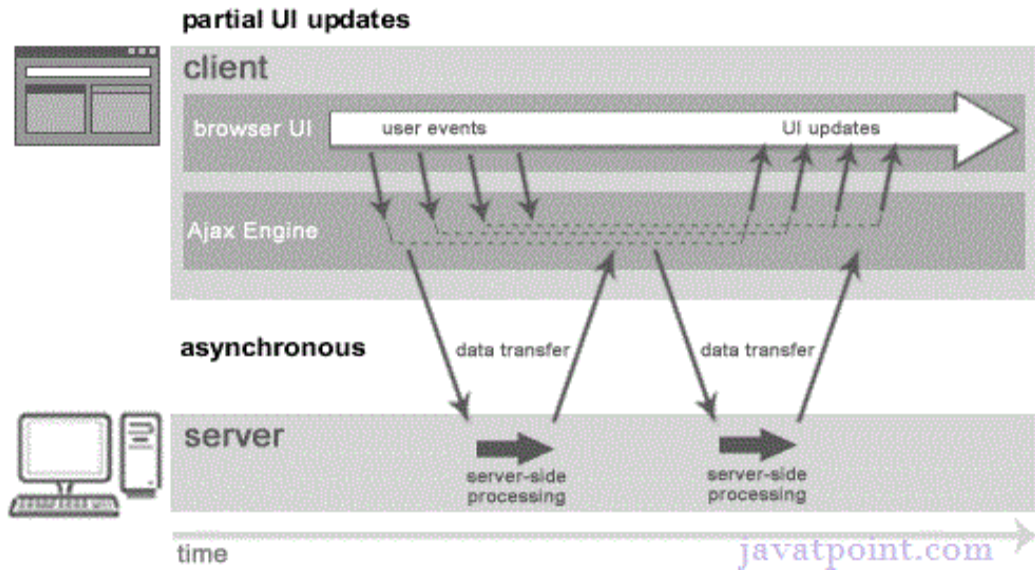 partial UI updates
client
browser UI
user events
UI updates
Ajax Engine
asynchronous
data transfer
data transfer
server
server-side
processing
server-side
processing
time
javatpoint.com